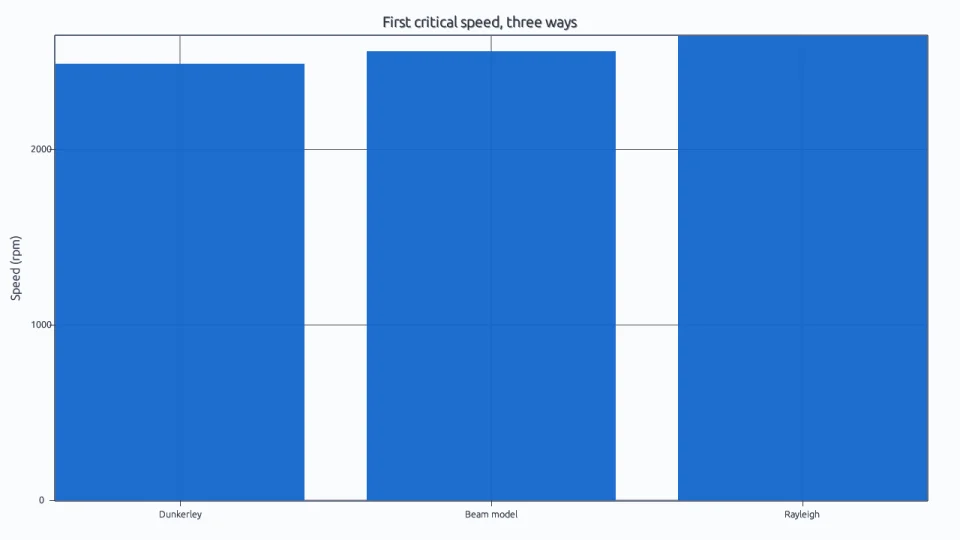 First critical speed, three ways
Speed (rpm)
2000
1000
0
Dunkerley
Beam model
Rayleigh